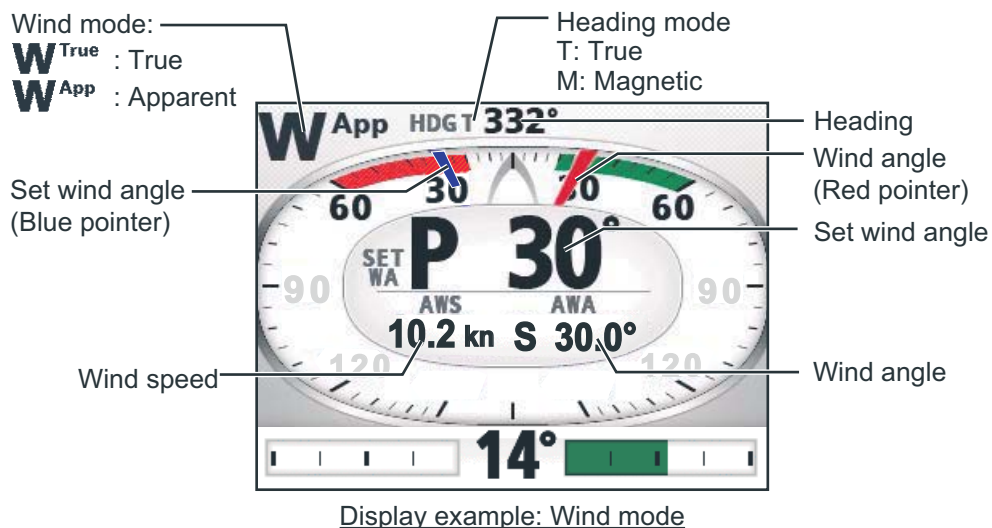 Wind mode:
W True : True
W App : Apparent
Heading mode
T: True
M: Magnetic
W App HDG T 332°
Heading
Wind angle
(Red pointer)
Set wind angle
(Blue pointer)
60 30 30 60
Set wind angle
SET
WA
P 30°
90 90
AWS AWA
10.2 kn S 30.0°
120 120
Wind speed
Wind angle
14°
Display example: Wind mode